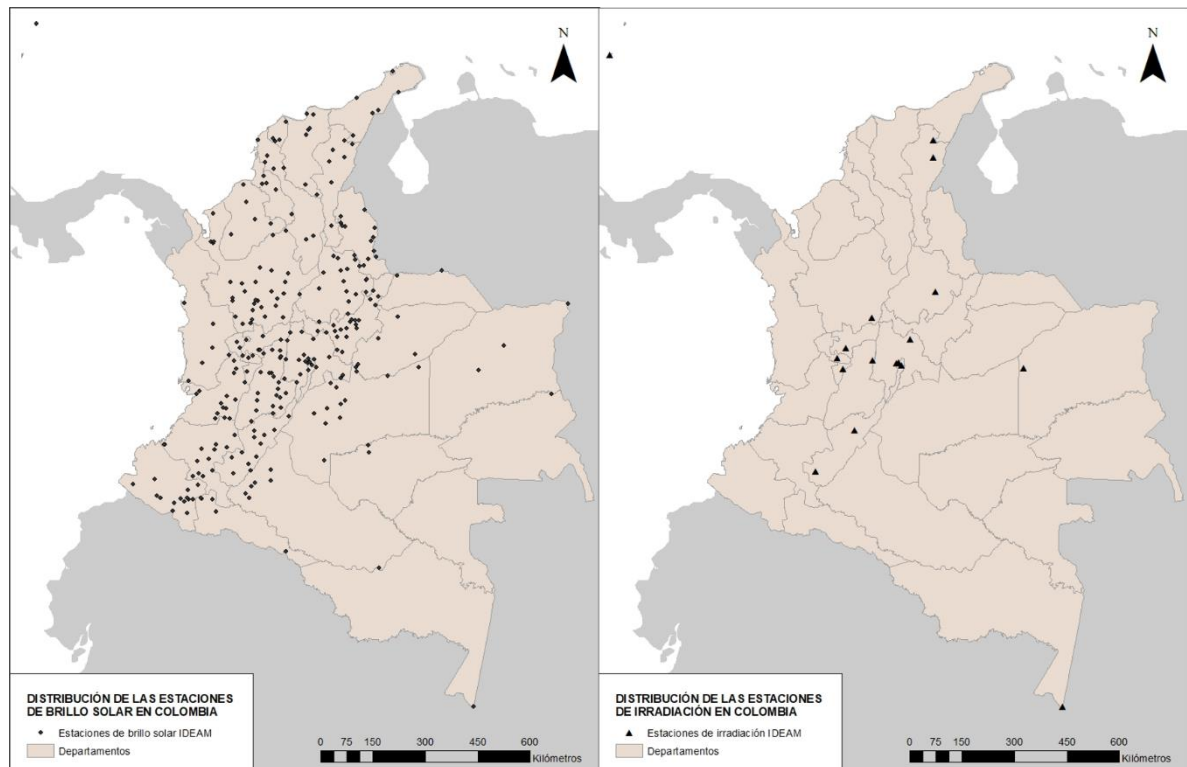 N
DISTRIBUCIÓN DE LAS ESTACIONES
DE BRILLO SOLAR EN COLOMBIA
Estaciones de brillo solar IDEAM
Departamentos
0 75 150 300 450 600
Kilómetros
N
DISTRIBUCIÓN DE LAS ESTACIONES
DE IRRADIACIÓN EN COLOMBIA
Estaciones de irradiación IDEAM
Departamentos
0 75 150 300 450 600
Kilómetros